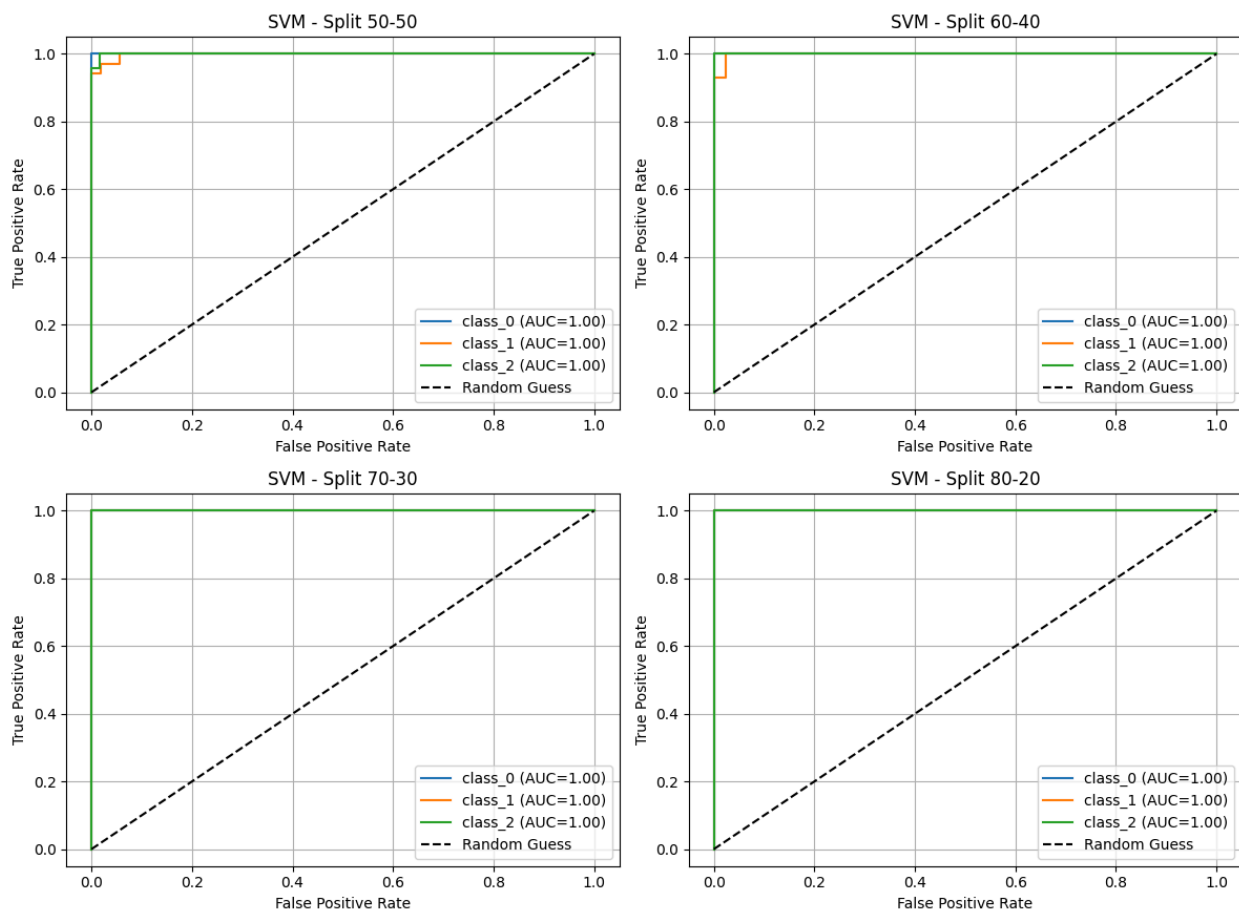 SVM - Split 50-50
True Positive Rate
1.0
0.8
0.6
0.4
0.2
0.0
class_0 (AUC=1.00)
class_1 (AUC=1.00)
class_2 (AUC=1.00)
Random Guess
0.0 0.2 0.4 0.6 0.8 1.0
False Positive Rate
SVM - Split 60-40
True Positive Rate
1.0
0.8
0.6
0.4
0.2
0.0
class_0 (AUC=1.00)
class_1 (AUC=1.00)
class_2 (AUC=1.00)
Random Guess
0.0 0.2 0.4 0.6 0.8 1.0
False Positive Rate
SVM - Split 70-30
True Positive Rate
1.0
0.8
0.6
0.4
0.2
0.0
class_0 (AUC=1.00)
class_1 (AUC=1.00)
class_2 (AUC=1.00)
Random Guess
0.0 0.2 0.4 0.6 0.8 1.0
False Positive Rate
SVM - Split 80-20
True Positive Rate
1.0
0.8
0.6
0.4
0.2
0.0
class_0 (AUC=1.00)
class_1 (AUC=1.00)
class_2 (AUC=1.00)
Random Guess
0.0 0.2 0.4 0.6 0.8 1.0
False Positive Rate